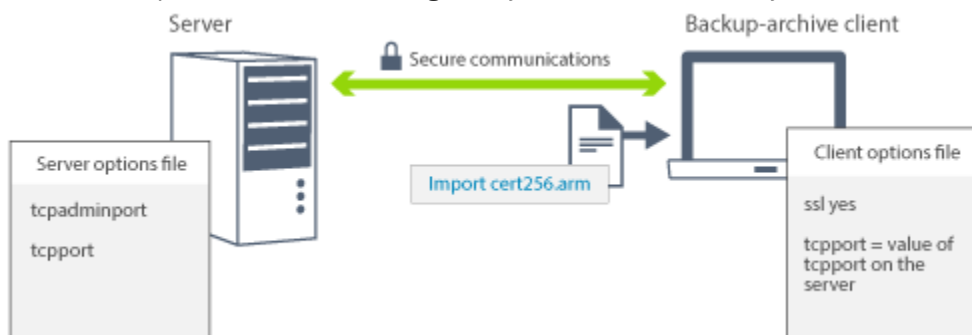 Server
Backup-archive client
Secure communications
Server options file
tcpadminport
tcpport
Import cert256.arm
Client options file
ssl yes
tcpport = value of
tcpport on the
server